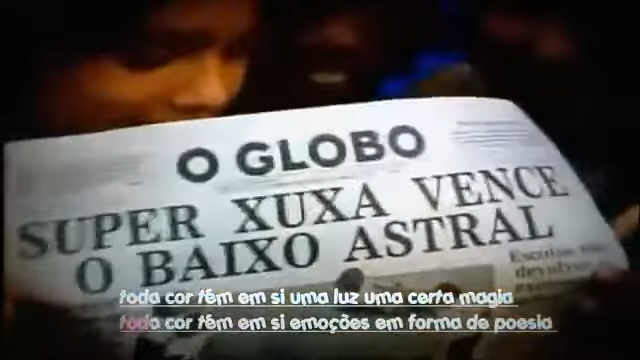 O GLOBO
SUPER XUXA VENCE
O BAIXO ASTRAL
toda cor têm em si uma luz uma certa magia
toda cor têm em si emoções em forma de poesia